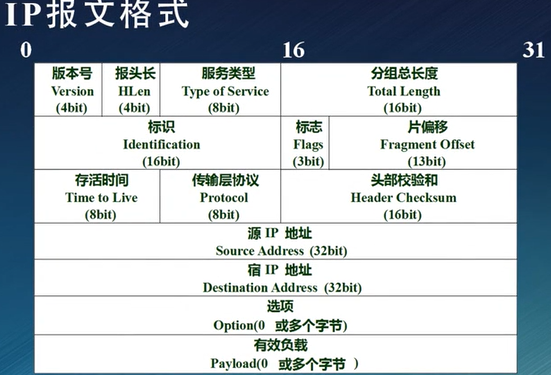 IP报文格式
0 16 31
版本号 报头长 服务类型 分组总长度
Version HLen Type of Service Total Length
(4bit) (4bit) (8bit) (16bit)
标识 标志 片偏移
Identification Flags Fragment Offset
(16bit) (3bit) (13bit)
存活时间 传输层协议 头部校验和
Time to Live Protocol Header Checksum
(8bit) (8bit) (16bit)
源 IP 地址
Source Address (32bit)
宿 IP 地址
Destination Address (32bit)
选项
Option(0 或多个字节)
有效负载
Payload(0 或多个字节 )